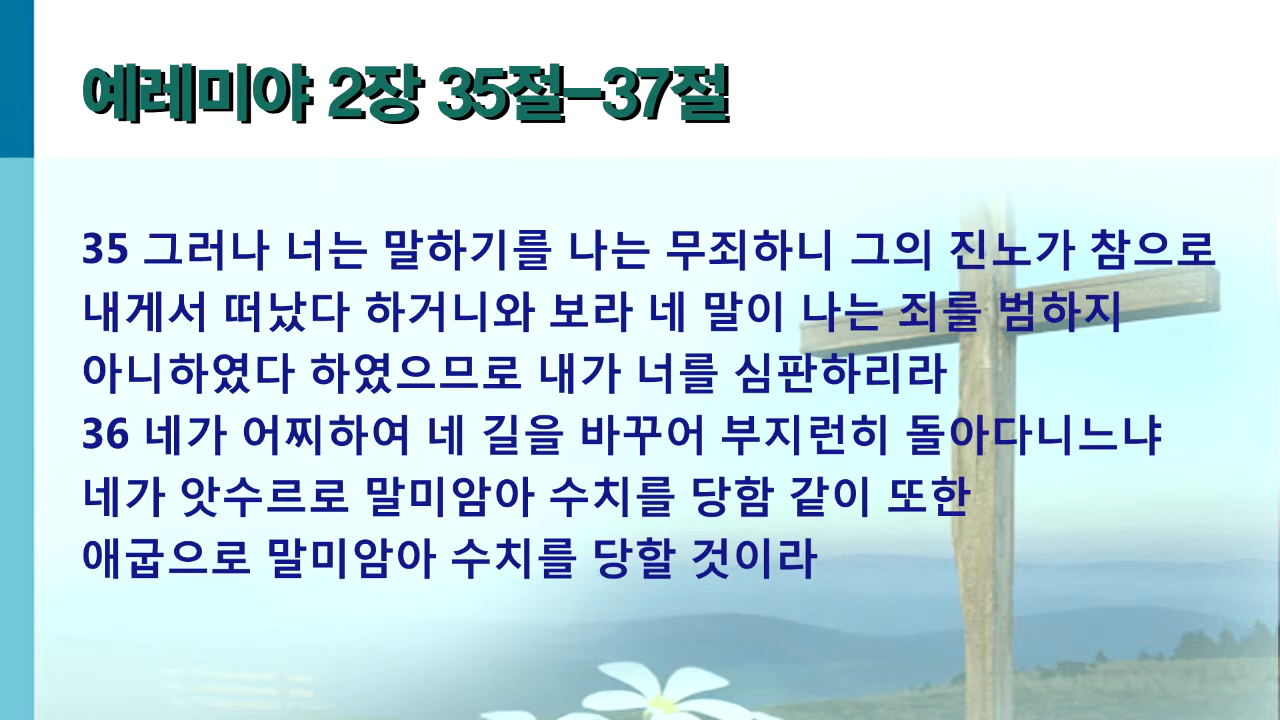 예레미야 2장 35절-37절
35 그러나 너는 말하기를 나는 무죄하니 그의 진노가 참으로
내게서 떠났다 하거니와 보라 네 말이 나는 죄를 범하지
아니하였다 하였으므로 내가 너를 심판하리라
36 네가 어찌하여 네 길을 바꾸어 부지런히 돌아다니느냐
네가 앗수르로 말미암아 수치를 당함 같이 또한
애굽으로 말미암아 수치를 당할 것이라